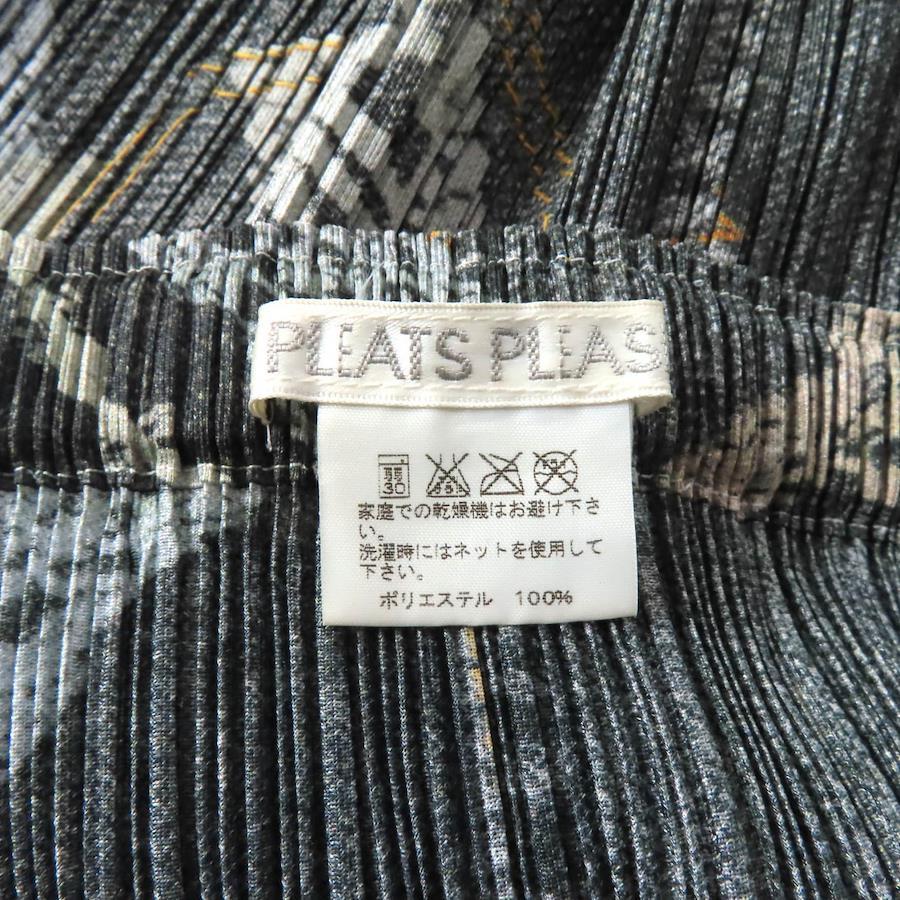 PLEATS PLEAS
弱
30
家庭での乾燥機はお避け下さ
い。
洗濯時にはネットを使用して
下さい。
ポリエステル 100%